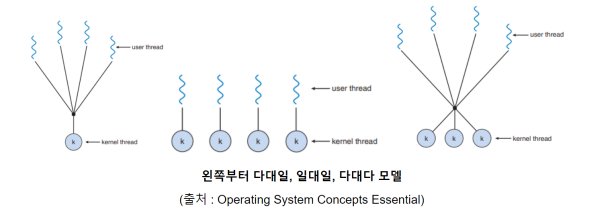 user thread
kernel thread
k
user thread
kernel thread
k k k k
user thread
kernel thread
k k k
왼쪽부터 다대일, 일대일, 다대다 모델
(출처 : Operating System Concepts Essential)